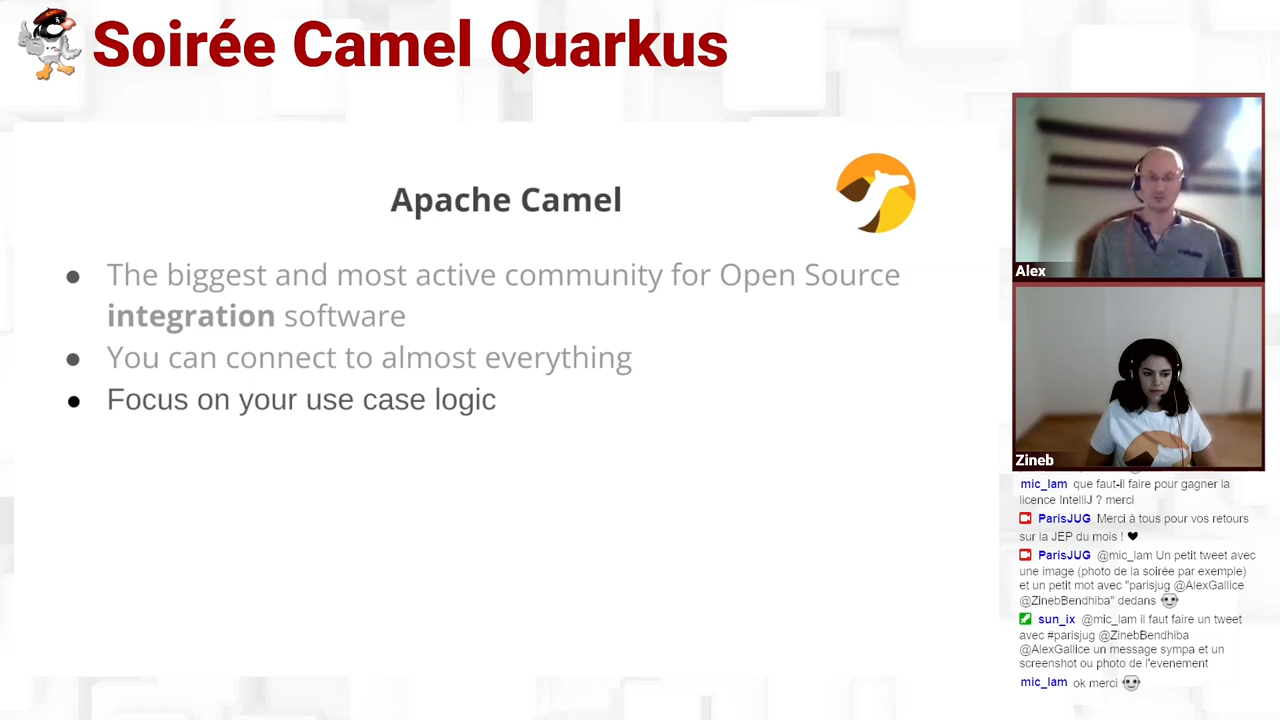 Soirée Camel Quarkus
Apache Camel
● The biggest and most active community for Open Source
integration software
● You can connect to almost everything
● Focus on your use case logic
Alex
Zineb
mic_lam que faut-il faire pour gagner la
licence IntelliJ ? merci
ParisJUG Merci à tous pour vos retours
sur la JEP du mois ! ♥
ParisJUG @mic_lam Un petit tweet avec
une image (photo de la soirée par exemple)
et un petit mot avec "parisjug @AlexGallice
@ZinebBendhiba" dedans
sun_ix @mic_lam il faut faire un tweet
avec #parisjug @ZinebBendhiba
@AlexGallice un message sympa et un
screenshot ou photo de l'evenement
mic_lam ok merci